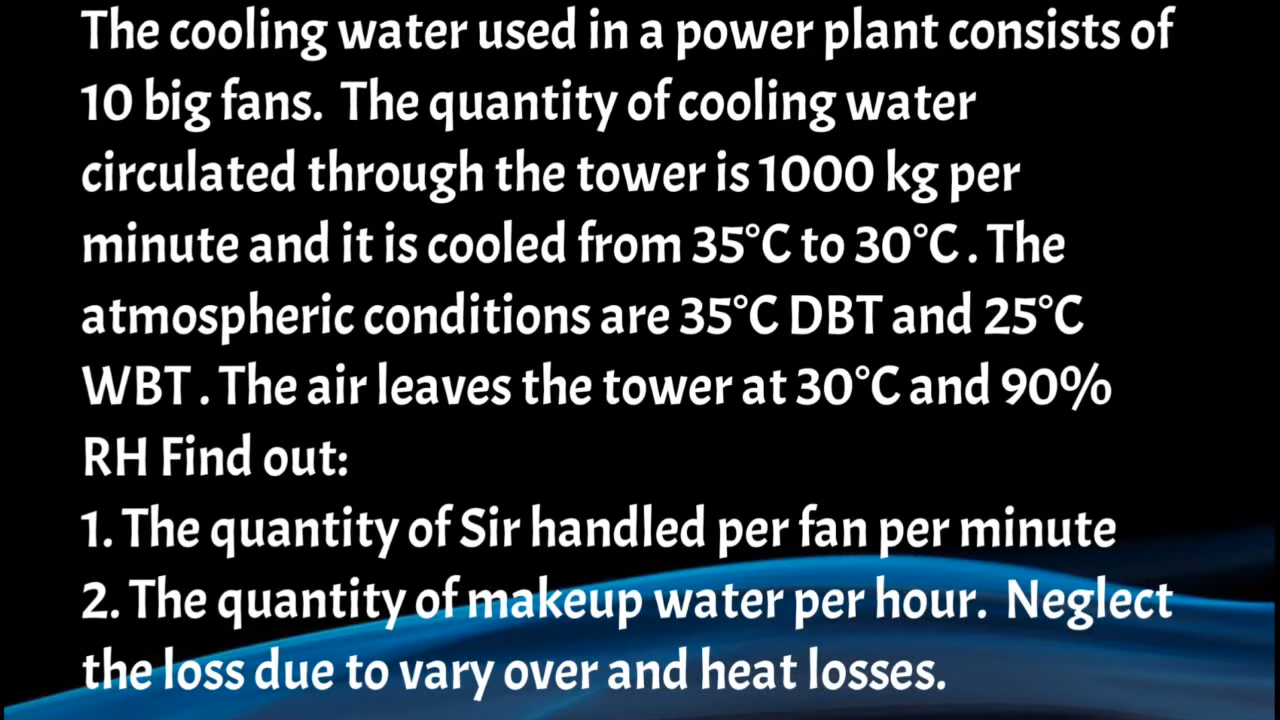 The cooling water used in a power plant consists of
10 big fans. The quantity of cooling water
circulated through the tower is 1000 kg per
minute and it is cooled from 35°C to 30°C . The
atmospheric conditions are 35°C DBT and 25°C
WBT . The air leaves the tower at 30°C and 90%
RH Find out:
1. The quantity of Sir handled per fan per minute
2. The quantity of makeup water per hour. Neglect
the loss due to vary over and heat losses.